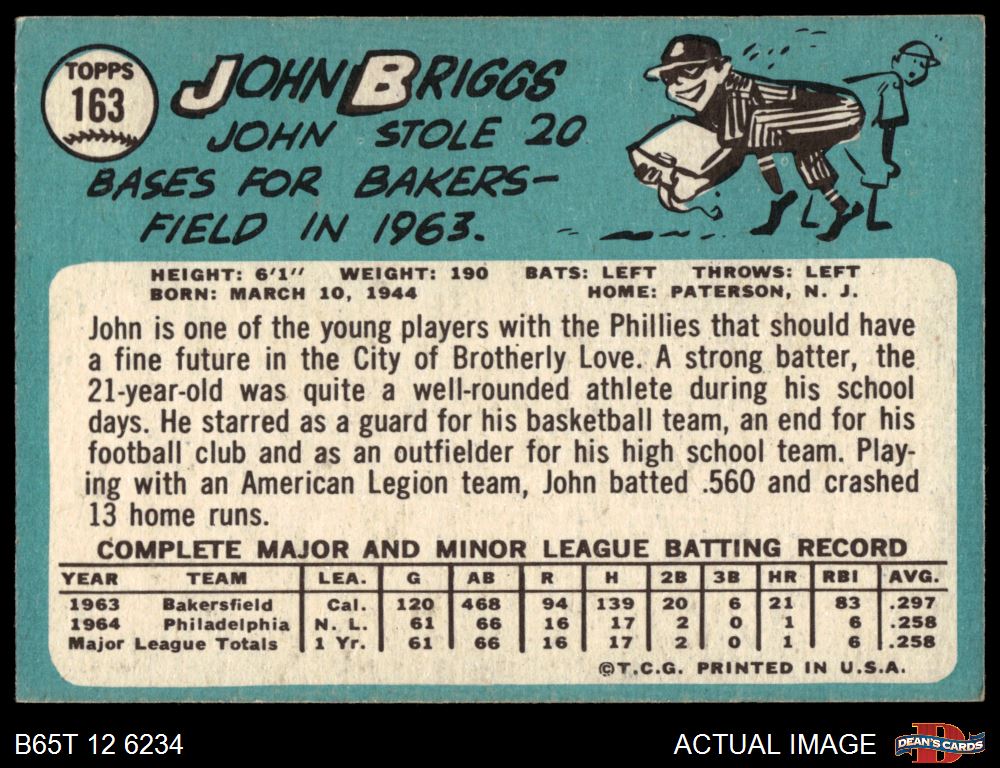 TOPPS
163
JOHN BRIGGS
JOHN STOLE 20
BASES FOR BAKERS-
FIELD IN 1963.
HEIGHT: 6'1" WEIGHT: 190 BATS: LEFT THROWS: LEFT
BORN: MARCH 10, 1944 HOME: PATERSON, N. J.
John is one of the young players with the Phillies that should have
a fine future in the City of Brotherly Love. A strong batter, the
21-year-old was quite a well-rounded athlete during his school
days. He starred as a guard for his basketball team, an end for his
football club and as an outfielder for his high school team. Play-
ing with an American Legion team, John batted .560 and crashed
13 home runs.
COMPLETE MAJOR AND MINOR LEAGUE BATTING RECORD
YEAR TEAM LEA. G AB R H 2B 3B HR RBI AVG.
1963 Bakersfield Cal. 120 468 94 139 20 6 21 83 .297
1964 Philadelphia N. L. 61 66 16 17 2 0 1 6 .258
Major League Totals 1 Yr. 61 66 16 17 2 0 1 6 .258
©T.C.G. PRINTED IN U.S.A.
B65T 12 6234
ACTUAL IMAGE
D
DEAN'S CARDS